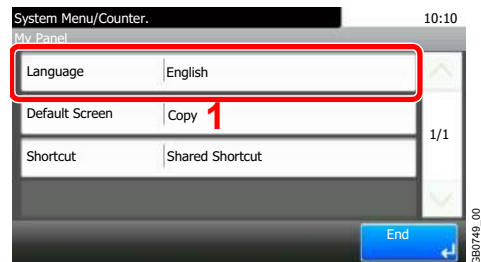 System Menu/Counter. 10:10
My Panel
Language English
Default Screen Copy 1
1/1
Shortcut Shared Shortcut
End
GB0749_00